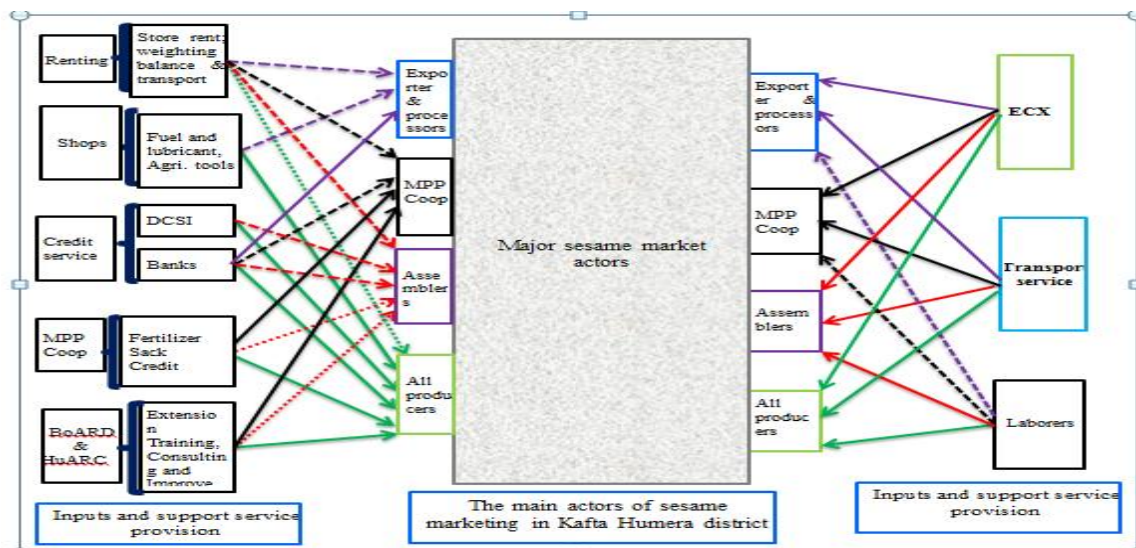 Renting
Store rent;
weighting
balance &
transport
Shops
Fuel and
lubricant,
Agri. tools
Credit
service
DCSI
Banks
MPP
Coop
Fertilizer
Sack
Credit
BoARD
&
HuARC
Extensio
n
Training,
Consultin
g and
Improve
Inputs and support service
provision
Expo
rter
&
proce
ssors
MPP
Coop
Asse
mbler
s
All
produ
cers
Major sesame market
actors
The main actors of sesame
marketing in Kafta Humera district
Export
er &
process
ors
MPP
Coop
Assem
blers
All
produc
ers
ECX
Transpor
service
Laborers
Inputs and support service
provision